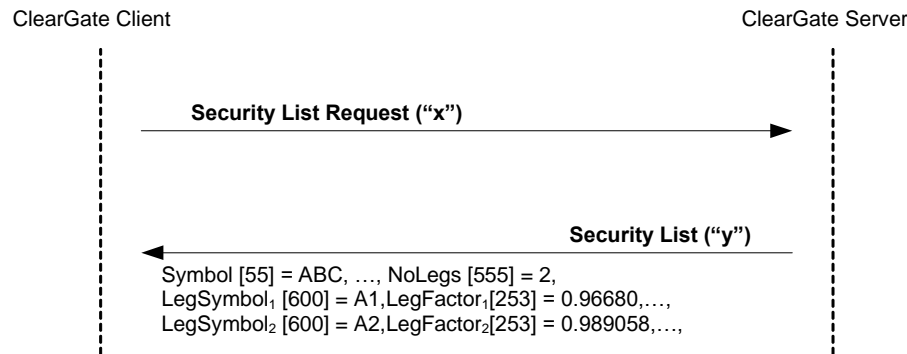 ClearGate Client
ClearGate Server
Security List Request (“x”)
Security List (“y”)
Symbol [55] = ABC, …, NoLegs [555] = 2,
LegSymbol₁ [600] = A1,LegFactor₁[253] = 0.96680,…,
LegSymbol₂ [600] = A2,LegFactor₂[253] = 0.989058,…,